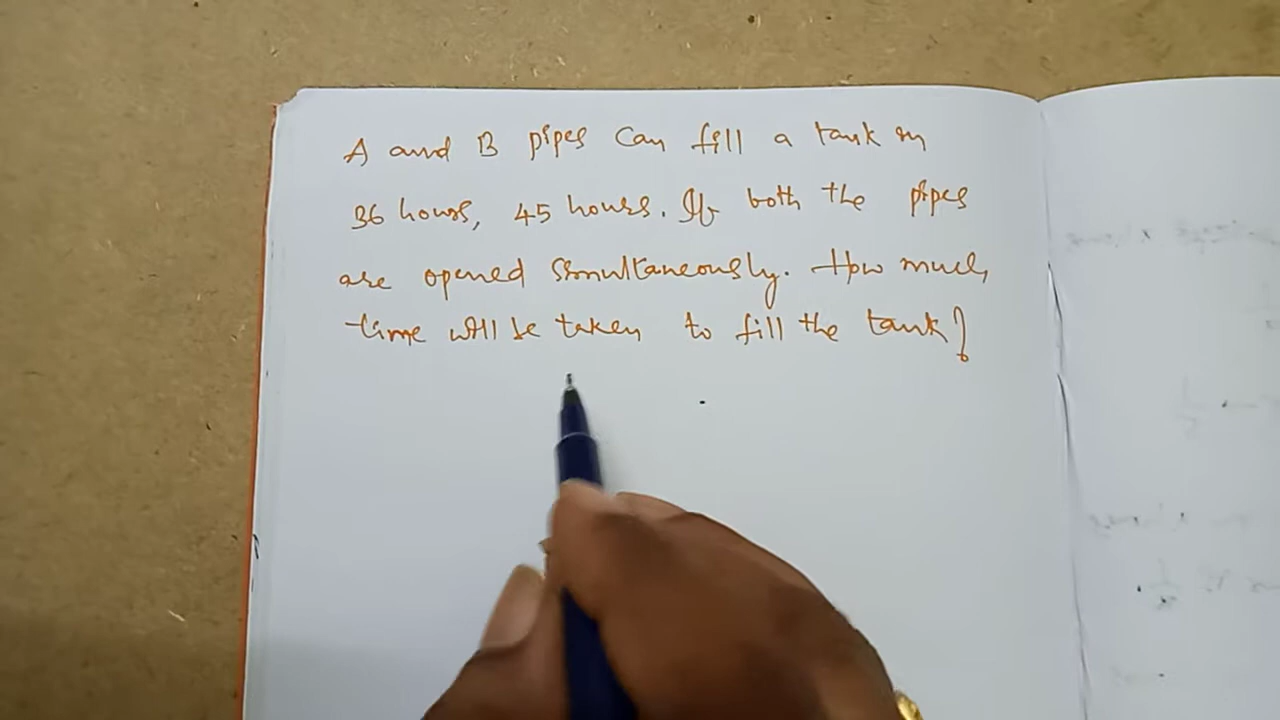 A and B pipes can fill a tank in
36 hours, 45 hours. If both the pipes
are opened simultaneously. How much
time will be taken to fill the tank?